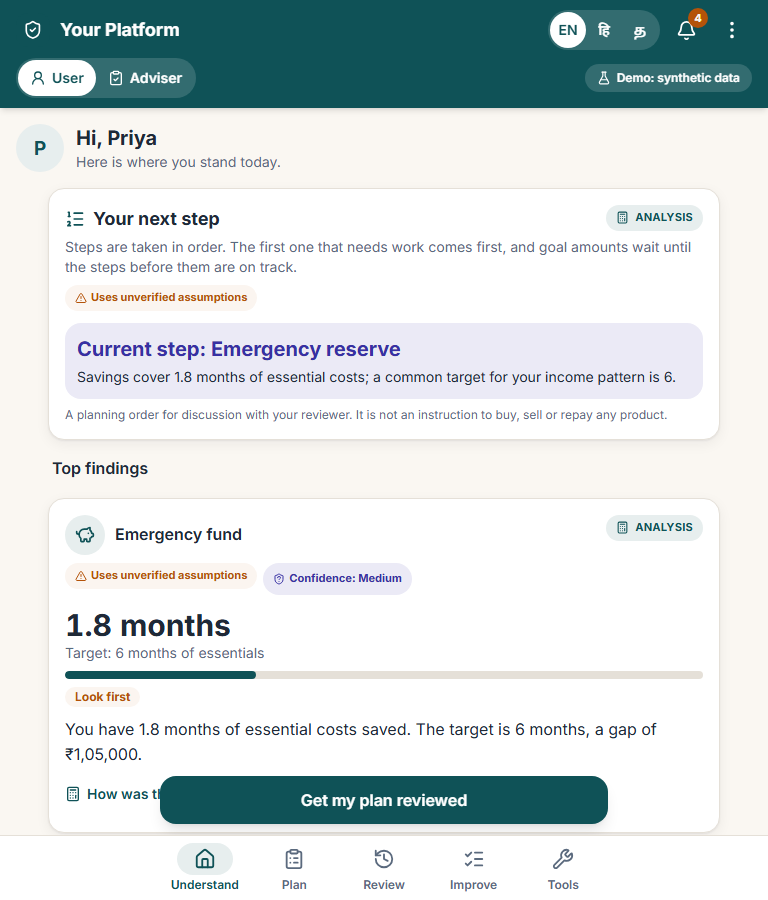 Your Platform
EN
हि
த
4
User
Adviser
Demo: synthetic data
P
Hi, Priya
Here is where you stand today.
Your next step
ANALYSIS
Steps are taken in order. The first one that needs work comes first, and goal amounts wait until
the steps before them are on track.
Uses unverified assumptions
Current step: Emergency reserve
Savings cover 1.8 months of essential costs; a common target for your income pattern is 6.
A planning order for discussion with your reviewer. It is not an instruction to buy, sell or repay any product.
Top findings
Emergency fund
ANALYSIS
Uses unverified assumptions
Confidence: Medium
1.8 months
Target: 6 months of essentials
Look first
You have 1.8 months of essential costs saved. The target is 6 months, a gap of
₹1,05,000.
How was
Get my plan reviewed
Understand
Plan
Review
Improve
Tools